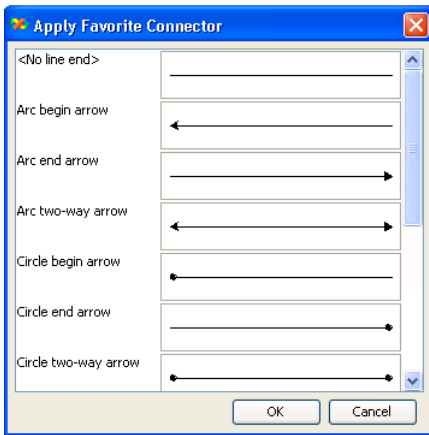 Apply Favorite Connector
<No line end>
Arc begin arrow
Arc end arrow
Arc two-way arrow
Circle begin arrow
Circle end arrow
Circle two-way arrow
OK Cancel